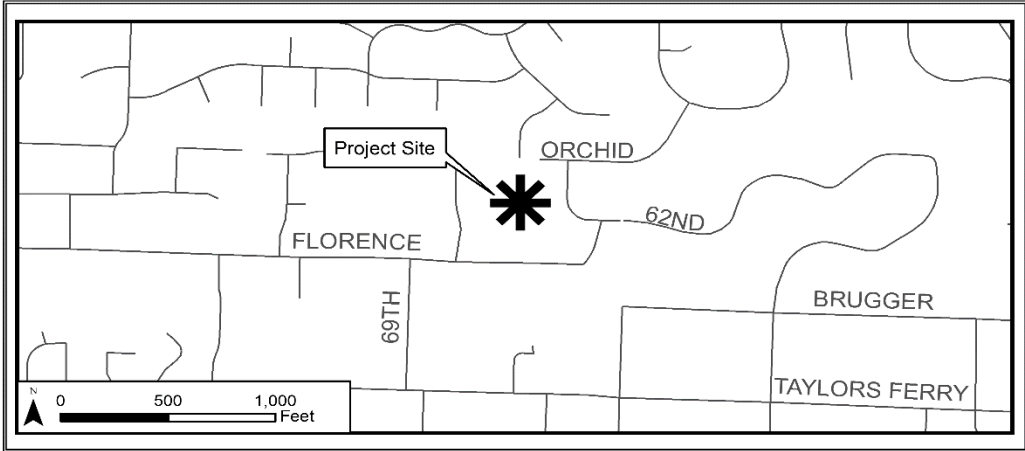 Project Site
ORCHID
62ND
FLORENCE
69TH
BRUGGER
TAYLORS FERRY
N
0 500 1,000
Feet